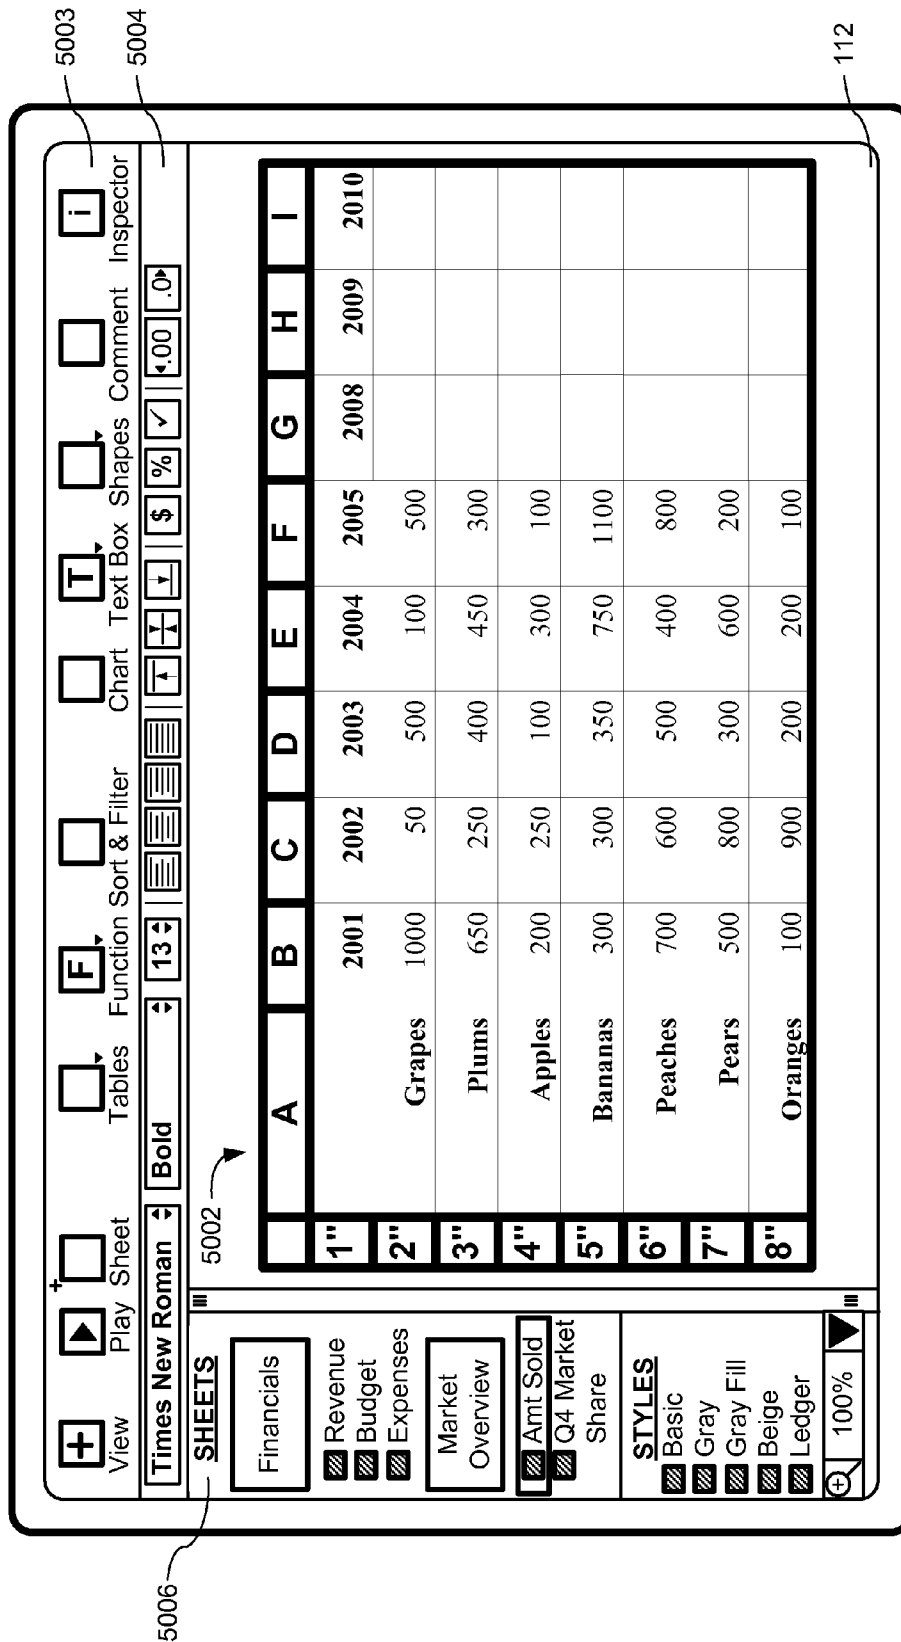 5003
5004
View Play Sheet Tables Function Sort & Filter Chart Text Box Shapes Comment Inspector
+ F T i
Times New Roman Bold 13 $ % ✓ .00 .0
5006
SHEETS
Financials
Revenue
Budget
Expenses
Market
Overview
Amt Sold
Q4 Market
Share
STYLES
Basic
Gray
Gray Fill
Beige
Ledger
100%
5002
A B C D E F G H I
1" 2001 2002 2003 2004 2005 2008 2009 2010
2" Grapes 1000 50 500 100 500
3" Plums 650 250 400 450 300
4" Apples 200 250 100 300 100
5" Bananas 300 300 350 750 1100
6" Peaches 700 600 500 400 800
7" Pears 500 800 300 600 200
8" Oranges 100 900 200 200 100
112